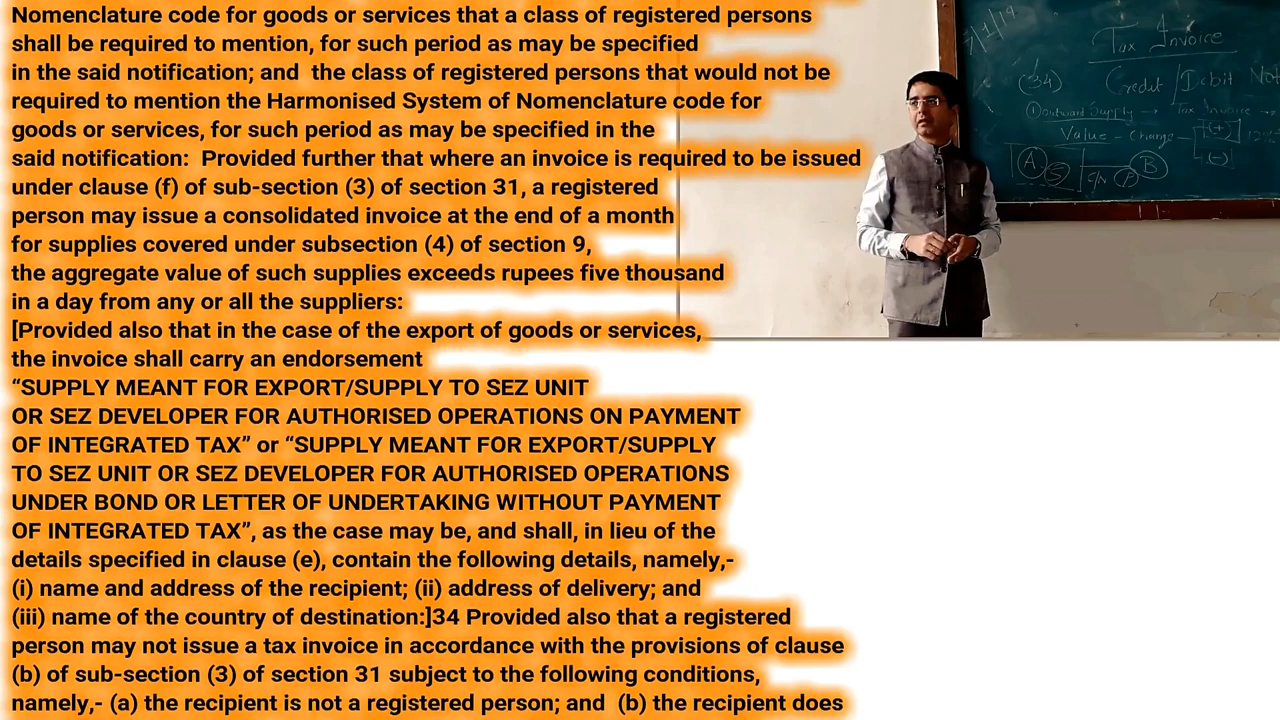 Nomenclature code for goods or services that a class of registered persons
shall be required to mention, for such period as may be specified
in the said notification; and the class of registered persons that would not be
required to mention the Harmonised System of Nomenclature code for
goods or services, for such period as may be specified in the
said notification: Provided further that where an invoice is required to be issued
under clause (f) of sub-section (3) of section 31, a registered
person may issue a consolidated invoice at the end of a month
for supplies covered under subsection (4) of section 9,
the aggregate value of such supplies exceeds rupees five thousand
in a day from any or all the suppliers:
[Provided also that in the case of the export of goods or services,
the invoice shall carry an endorsement
“SUPPLY MEANT FOR EXPORT/SUPPLY TO SEZ UNIT
OR SEZ DEVELOPER FOR AUTHORISED OPERATIONS ON PAYMENT
OF INTEGRATED TAX” or “SUPPLY MEANT FOR EXPORT/SUPPLY
TO SEZ UNIT OR SEZ DEVELOPER FOR AUTHORISED OPERATIONS
UNDER BOND OR LETTER OF UNDERTAKING WITHOUT PAYMENT
OF INTEGRATED TAX”, as the case may be, and shall, in lieu of the
details specified in clause (e), contain the following details, namely,-
(i) name and address of the recipient; (ii) address of delivery; and
(iii) name of the country of destination:]34 Provided also that a registered
person may not issue a tax invoice in accordance with the provisions of clause
(b) of sub-section (3) of section 31 subject to the following conditions,
namely,- (a) the recipient is not a registered person; and (b) the recipient does
7/1/19
Tax Invoice
(34) Credit / Debit Not
(1) Outward Supply → Tax Invoice →
Value - Change - (+)
(-)
A B
C/N